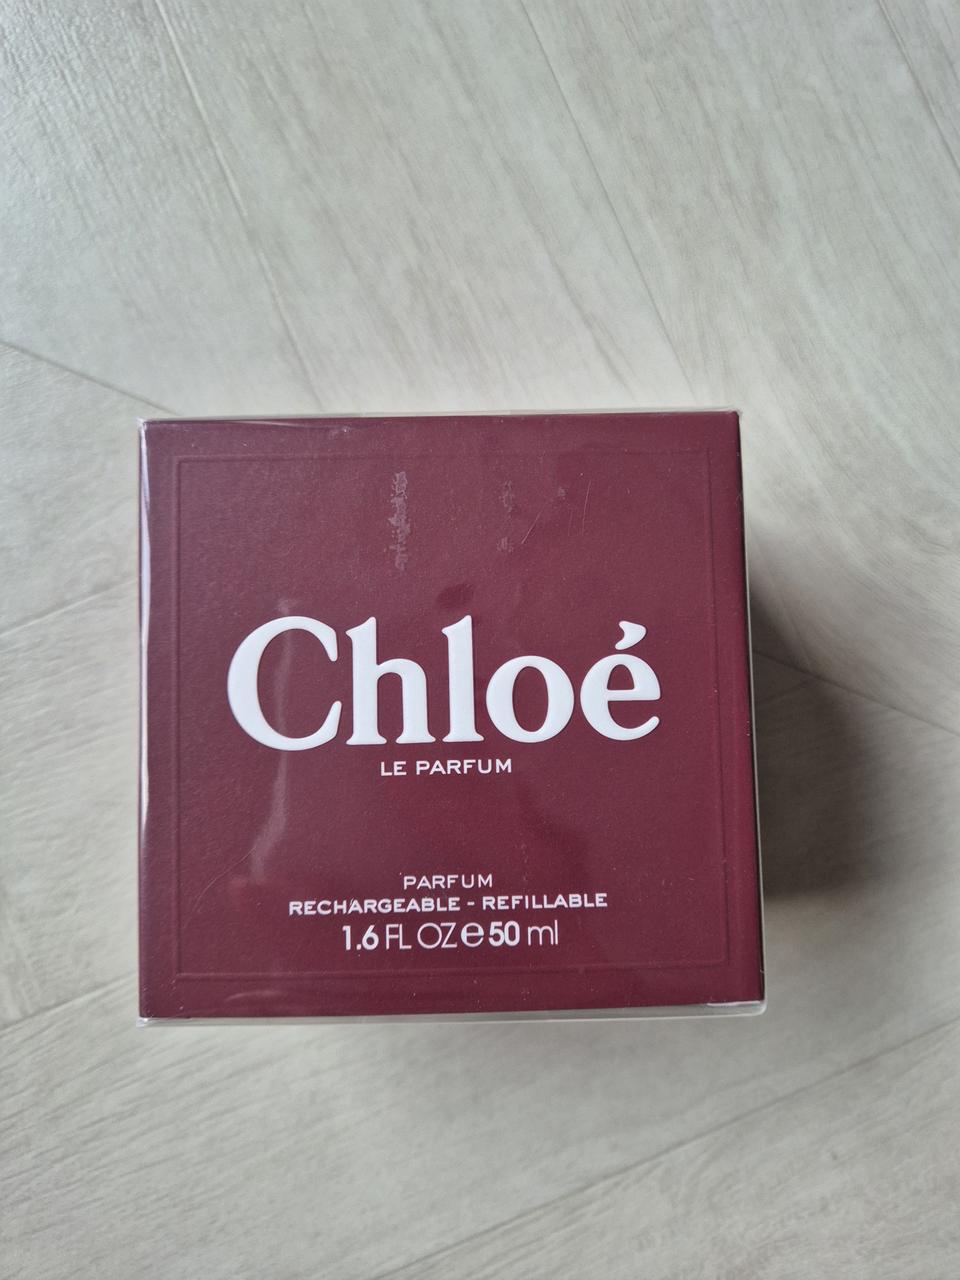 Chloé
LE PARFUM
PARFUM
RECHARGEABLE - REFILLABLE
1.6 FL OZ e 50 ml